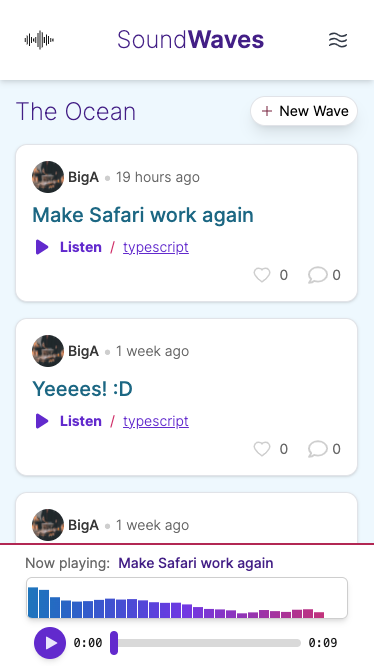 SoundWaves
The Ocean
+ New Wave
BigA • 19 hours ago
Make Safari work again
Listen / typescript
0 0
BigA • 1 week ago
Yeeees! :D
Listen / typescript
0 0
BigA • 1 week ago
Now playing: Make Safari work again
0:00 0:09